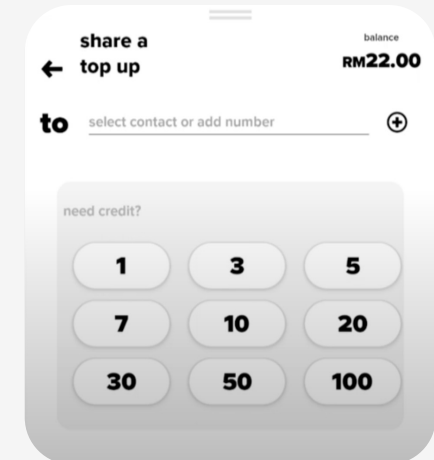 share a
top up
balance
RM22.00
to
select contact or add number
need credit?
1
3
5
7
10
20
30
50
100